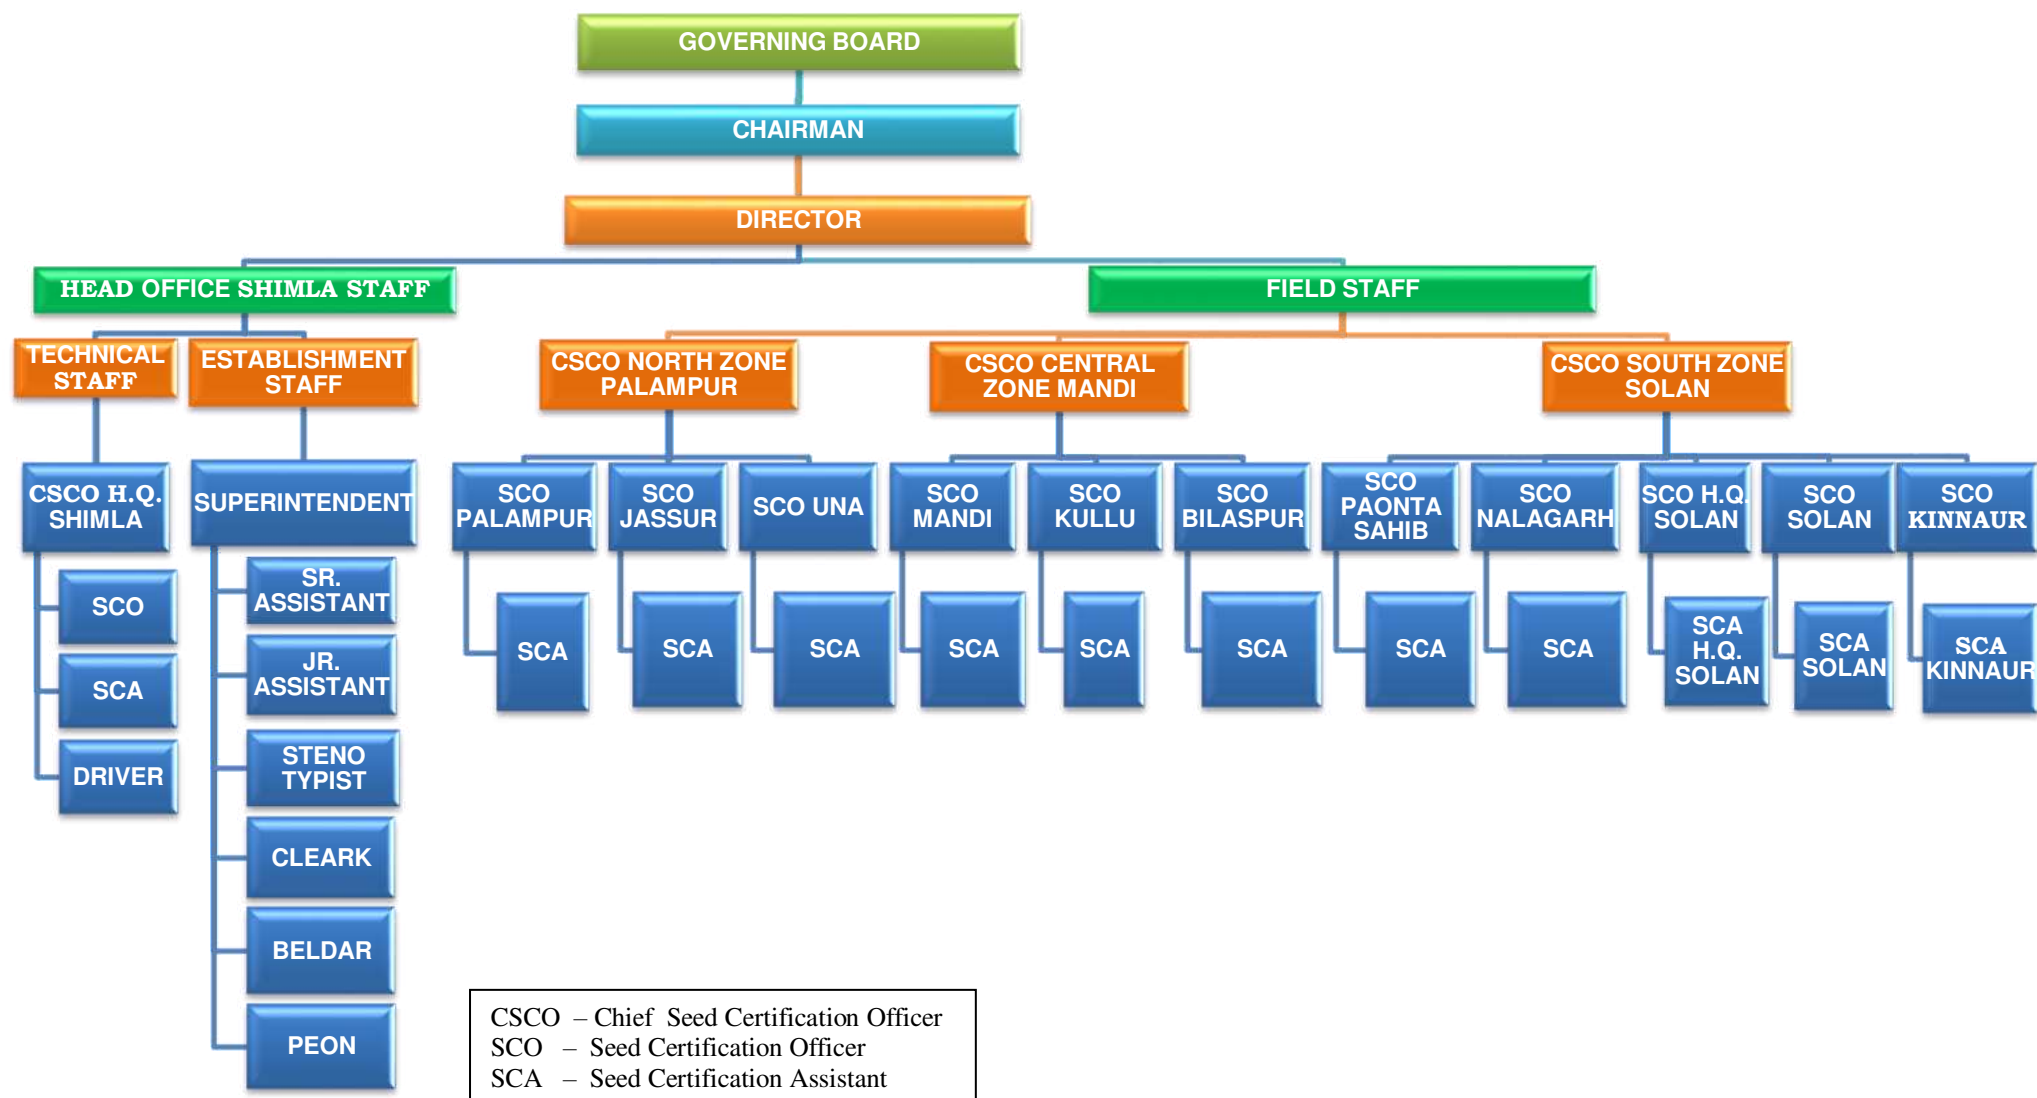 GOVERNING BOARD
CHAIRMAN
DIRECTOR
HEAD OFFICE SHIMLA STAFF
FIELD STAFF
TECHNICAL
STAFF
ESTABLISHMENT
STAFF
CSCO NORTH ZONE
PALAMPUR
CSCO CENTRAL
ZONE MANDI
CSCO SOUTH ZONE
SOLAN
CSCO H.Q.
SHIMLA
SUPERINTENDENT
SCO
PALAMPUR
SCO
JASSUR
SCO UNA
SCO
MANDI
SCO
KULLU
SCO
BILASPUR
SCO
PAONTA
SAHIB
SCO
NALAGARH
SCO H.Q.
SOLAN
SCO
SOLAN
SCO
KINNAUR
SCO
SCA
DRIVER
SR.
ASSISTANT
JR.
ASSISTANT
STENO
TYPIST
CLEARK
BELDAR
PEON
SCA
SCA
SCA
SCA
SCA
SCA
SCA
SCA
SCA
H.Q.
SOLAN
SCA
SOLAN
SCA
KINNAUR
CSCO – Chief Seed Certification Officer
SCO – Seed Certification Officer
SCA – Seed Certification Assistant